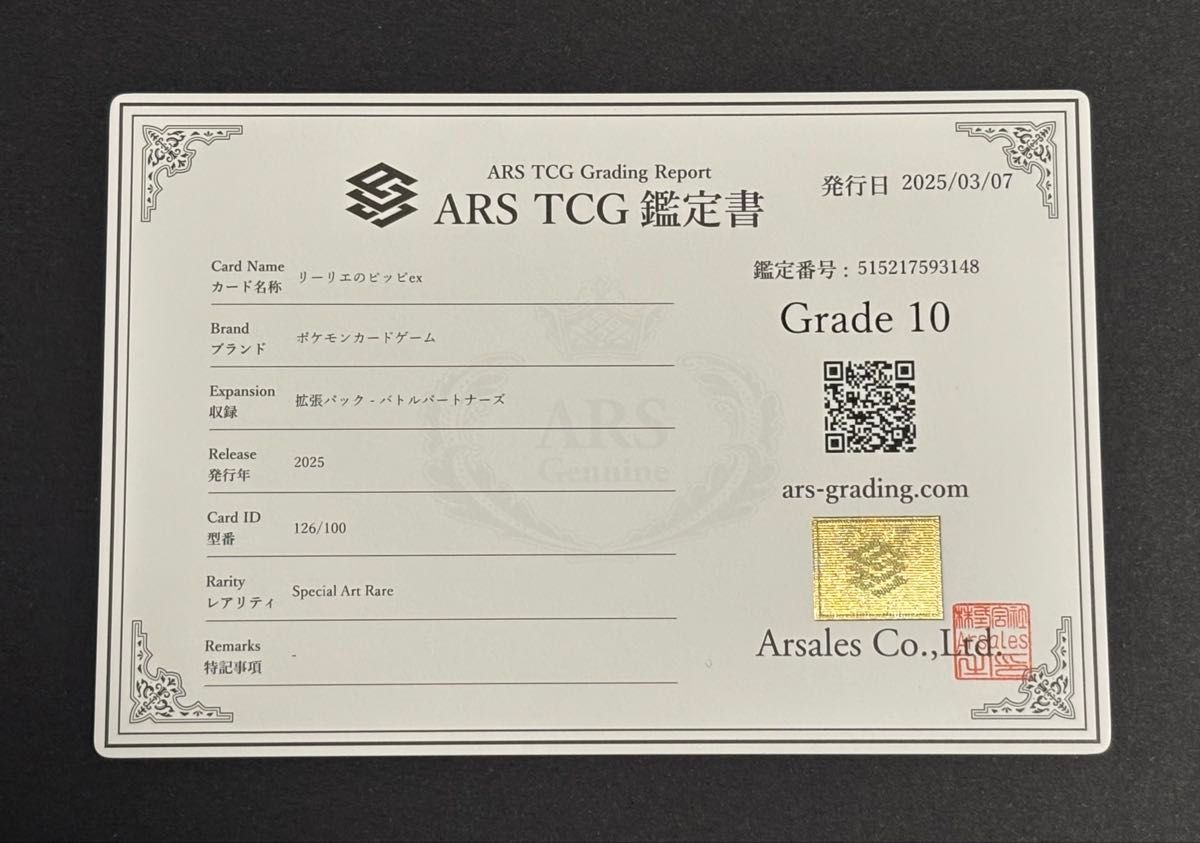 ARS TCG Grading Report
ARS TCG 鑑定書
発行日 2025/03/07
Card Name
カード名称
リーリエのピッピex
Brand
ブランド
ポケモンカードゲーム
Expansion
収録
拡張パック - バトルパートナーズ
Release
発行年
2025
Card ID
型番
126/100
Rarity
レアリティ
Special Art Rare
Remarks
特記事項
-
鑑定番号 : 515217593148
Grade 10
ars-grading.com
Arsales Co.,Ltd.
株式会社
Arsales
ARS
Genuine